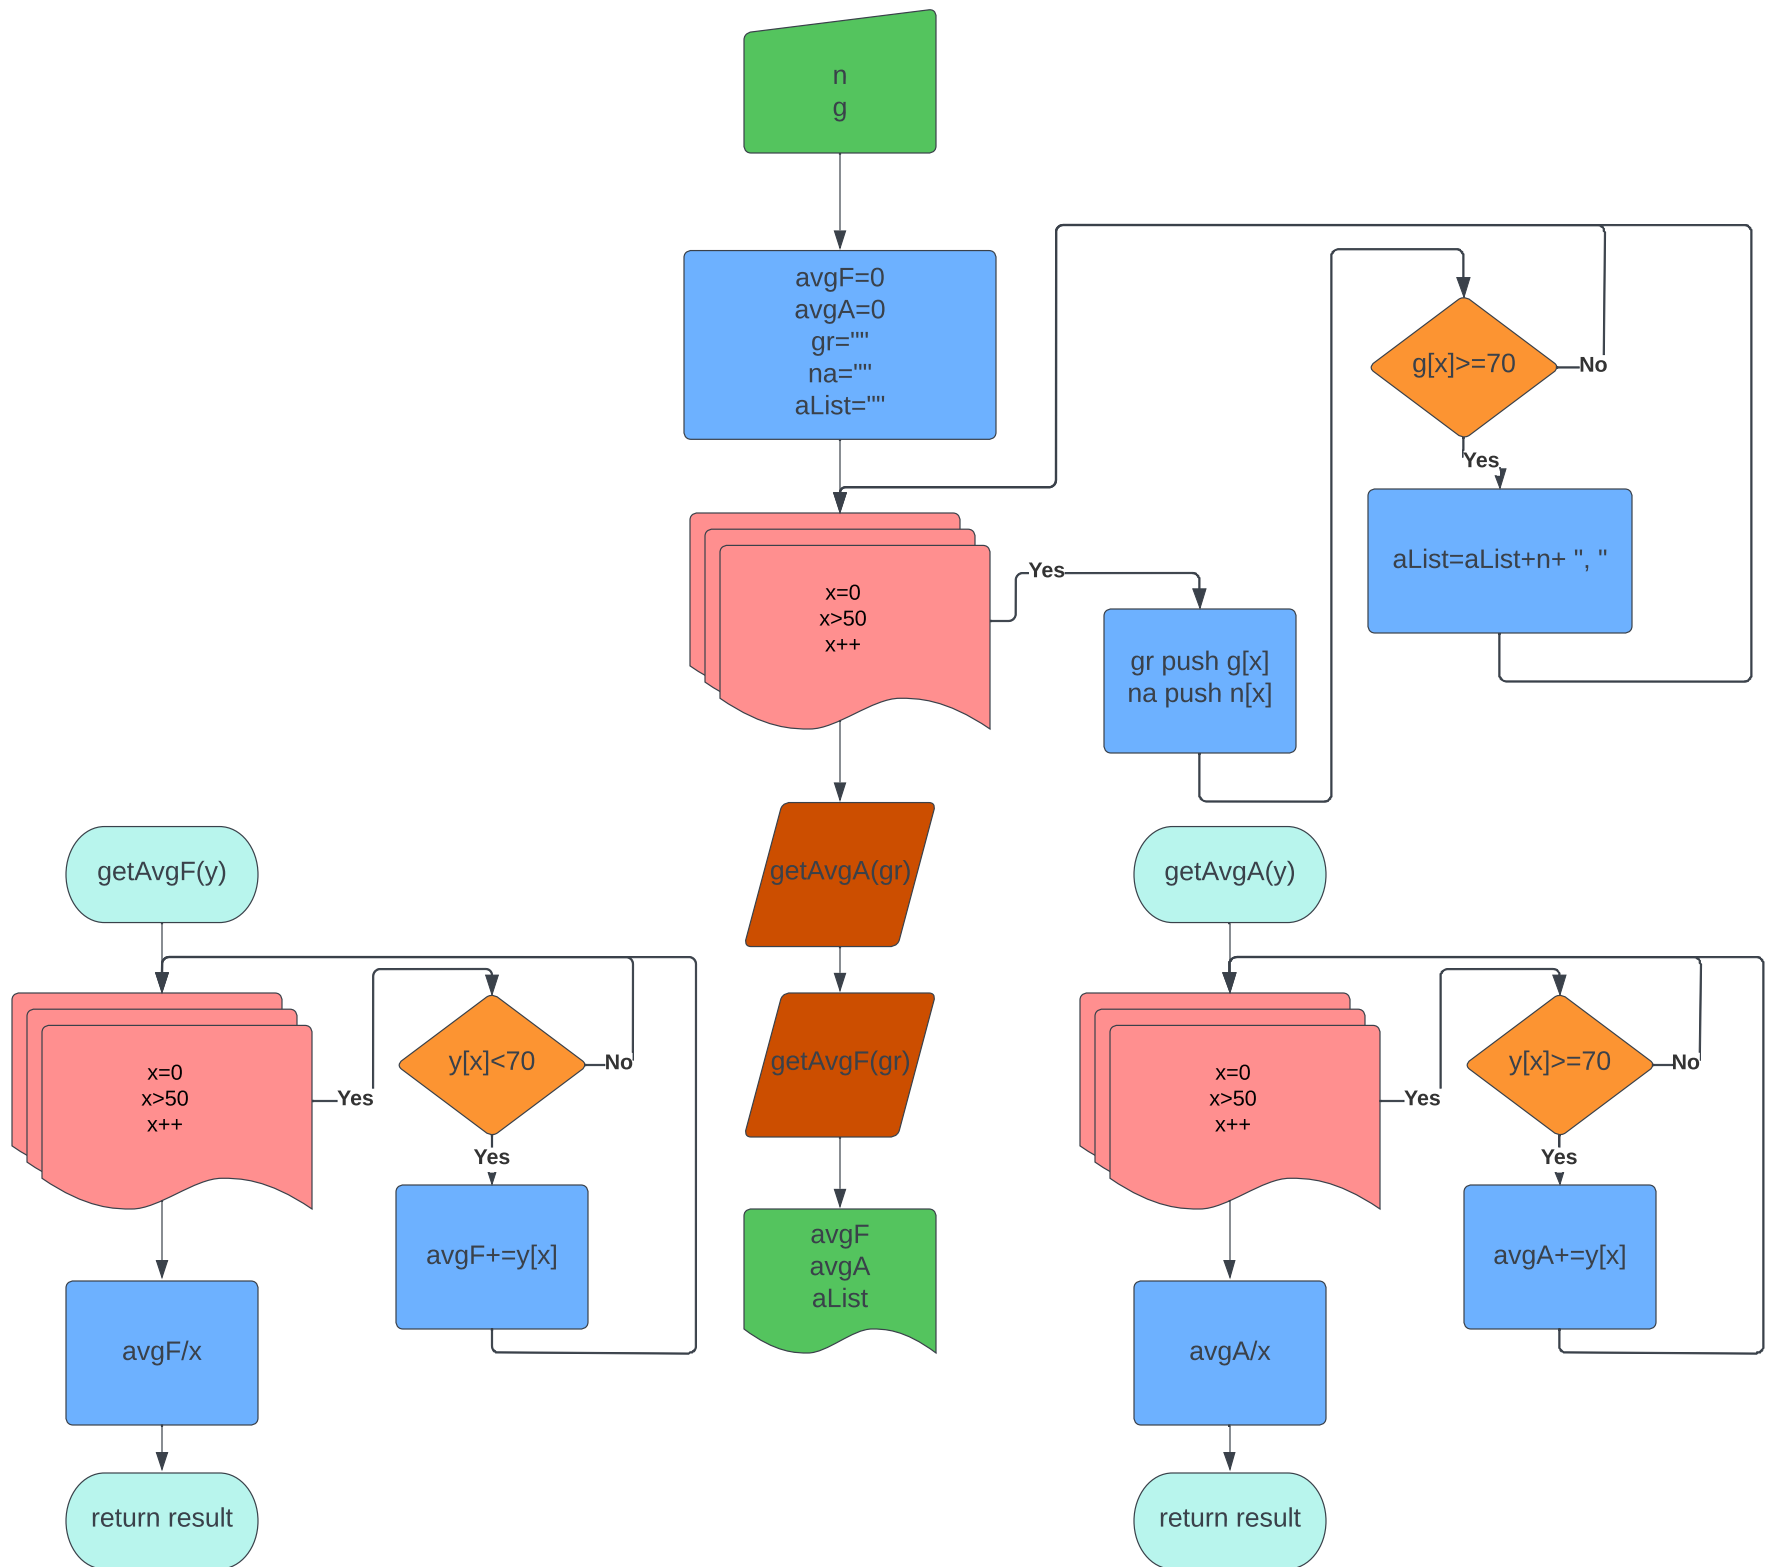 n
g
avgF=0
avgA=0
gr=""
na=""
aList=""
g[x]>=70
No
Yes
aList=aList+n+ ", "
x=0
x>50
x++
Yes
gr push g[x]
na push n[x]
getAvgA(gr)
getAvgF(gr)
avgF
avgA
aList
getAvgF(y)
x=0
x>50
x++
Yes
y[x]<70
No
Yes
avgF+=y[x]
avgF/x
return result
getAvgA(y)
x=0
x>50
x++
Yes
y[x]>=70
No
Yes
avgA+=y[x]
avgA/x
return result